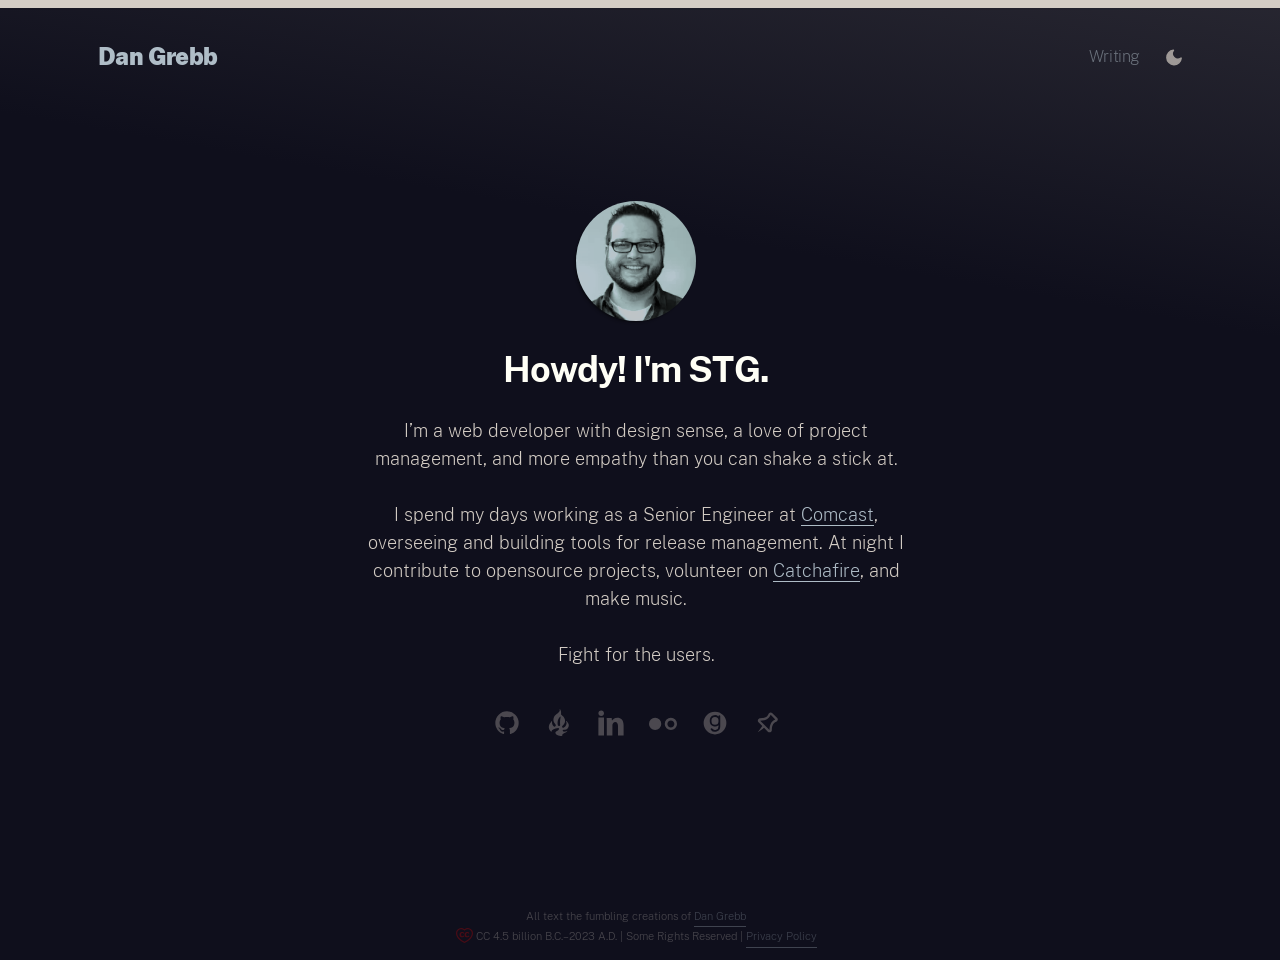 Dan Grebb
Writing
Howdy! I'm STG.
I’m a web developer with design sense, a love of project
management, and more empathy than you can shake a stick at.
I spend my days working as a Senior Engineer at Comcast,
overseeing and building tools for release management. At night I
contribute to opensource projects, volunteer on Catchafire, and
make music.
Fight for the users.
All text the fumbling creations of Dan Grebb
CC 4.5 billion B.C.–2023 A.D. | Some Rights Reserved | Privacy Policy